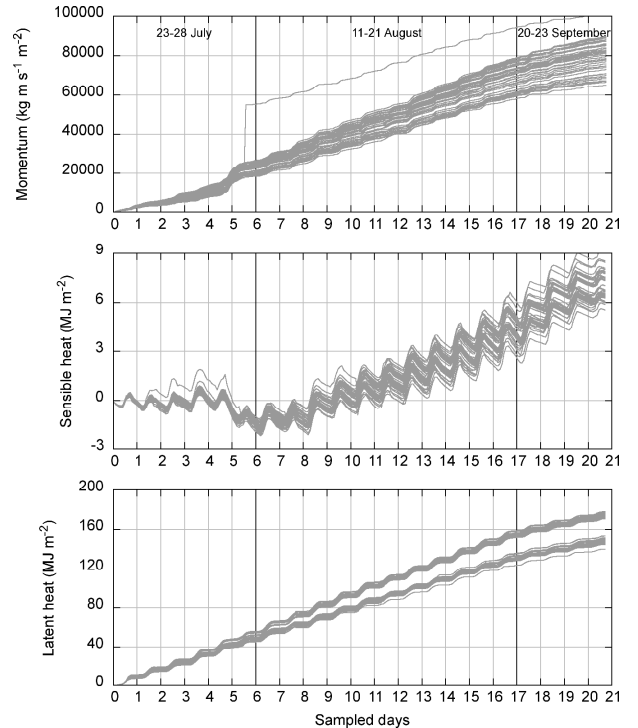 100000
80000
60000
40000
20000
0
Momentum (kg m s⁻¹ m⁻²)
23-28 July
11-21 August
20-23 September
0 1 2 3 4 5 6 7 8 9 10 11 12 13 14 15 16 17 18 19 20 21
9
6
3
0
-3
Sensible heat (MJ m⁻²)
0 1 2 3 4 5 6 7 8 9 10 11 12 13 14 15 16 17 18 19 20 21
200
160
120
80
40
0
Latent heat (MJ m⁻²)
0 1 2 3 4 5 6 7 8 9 10 11 12 13 14 15 16 17 18 19 20 21
Sampled days